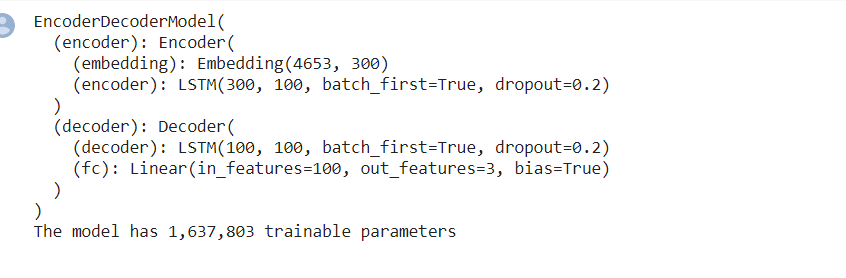 EncoderDecoderModel(
  (encoder): Encoder(
    (embedding): Embedding(4653, 300)
    (encoder): LSTM(300, 100, batch_first=True, dropout=0.2)
  )
  (decoder): Decoder(
    (decoder): LSTM(100, 100, batch_first=True, dropout=0.2)
    (fc): Linear(in_features=100, out_features=3, bias=True)
  )
)
The model has 1,637,803 trainable parameters